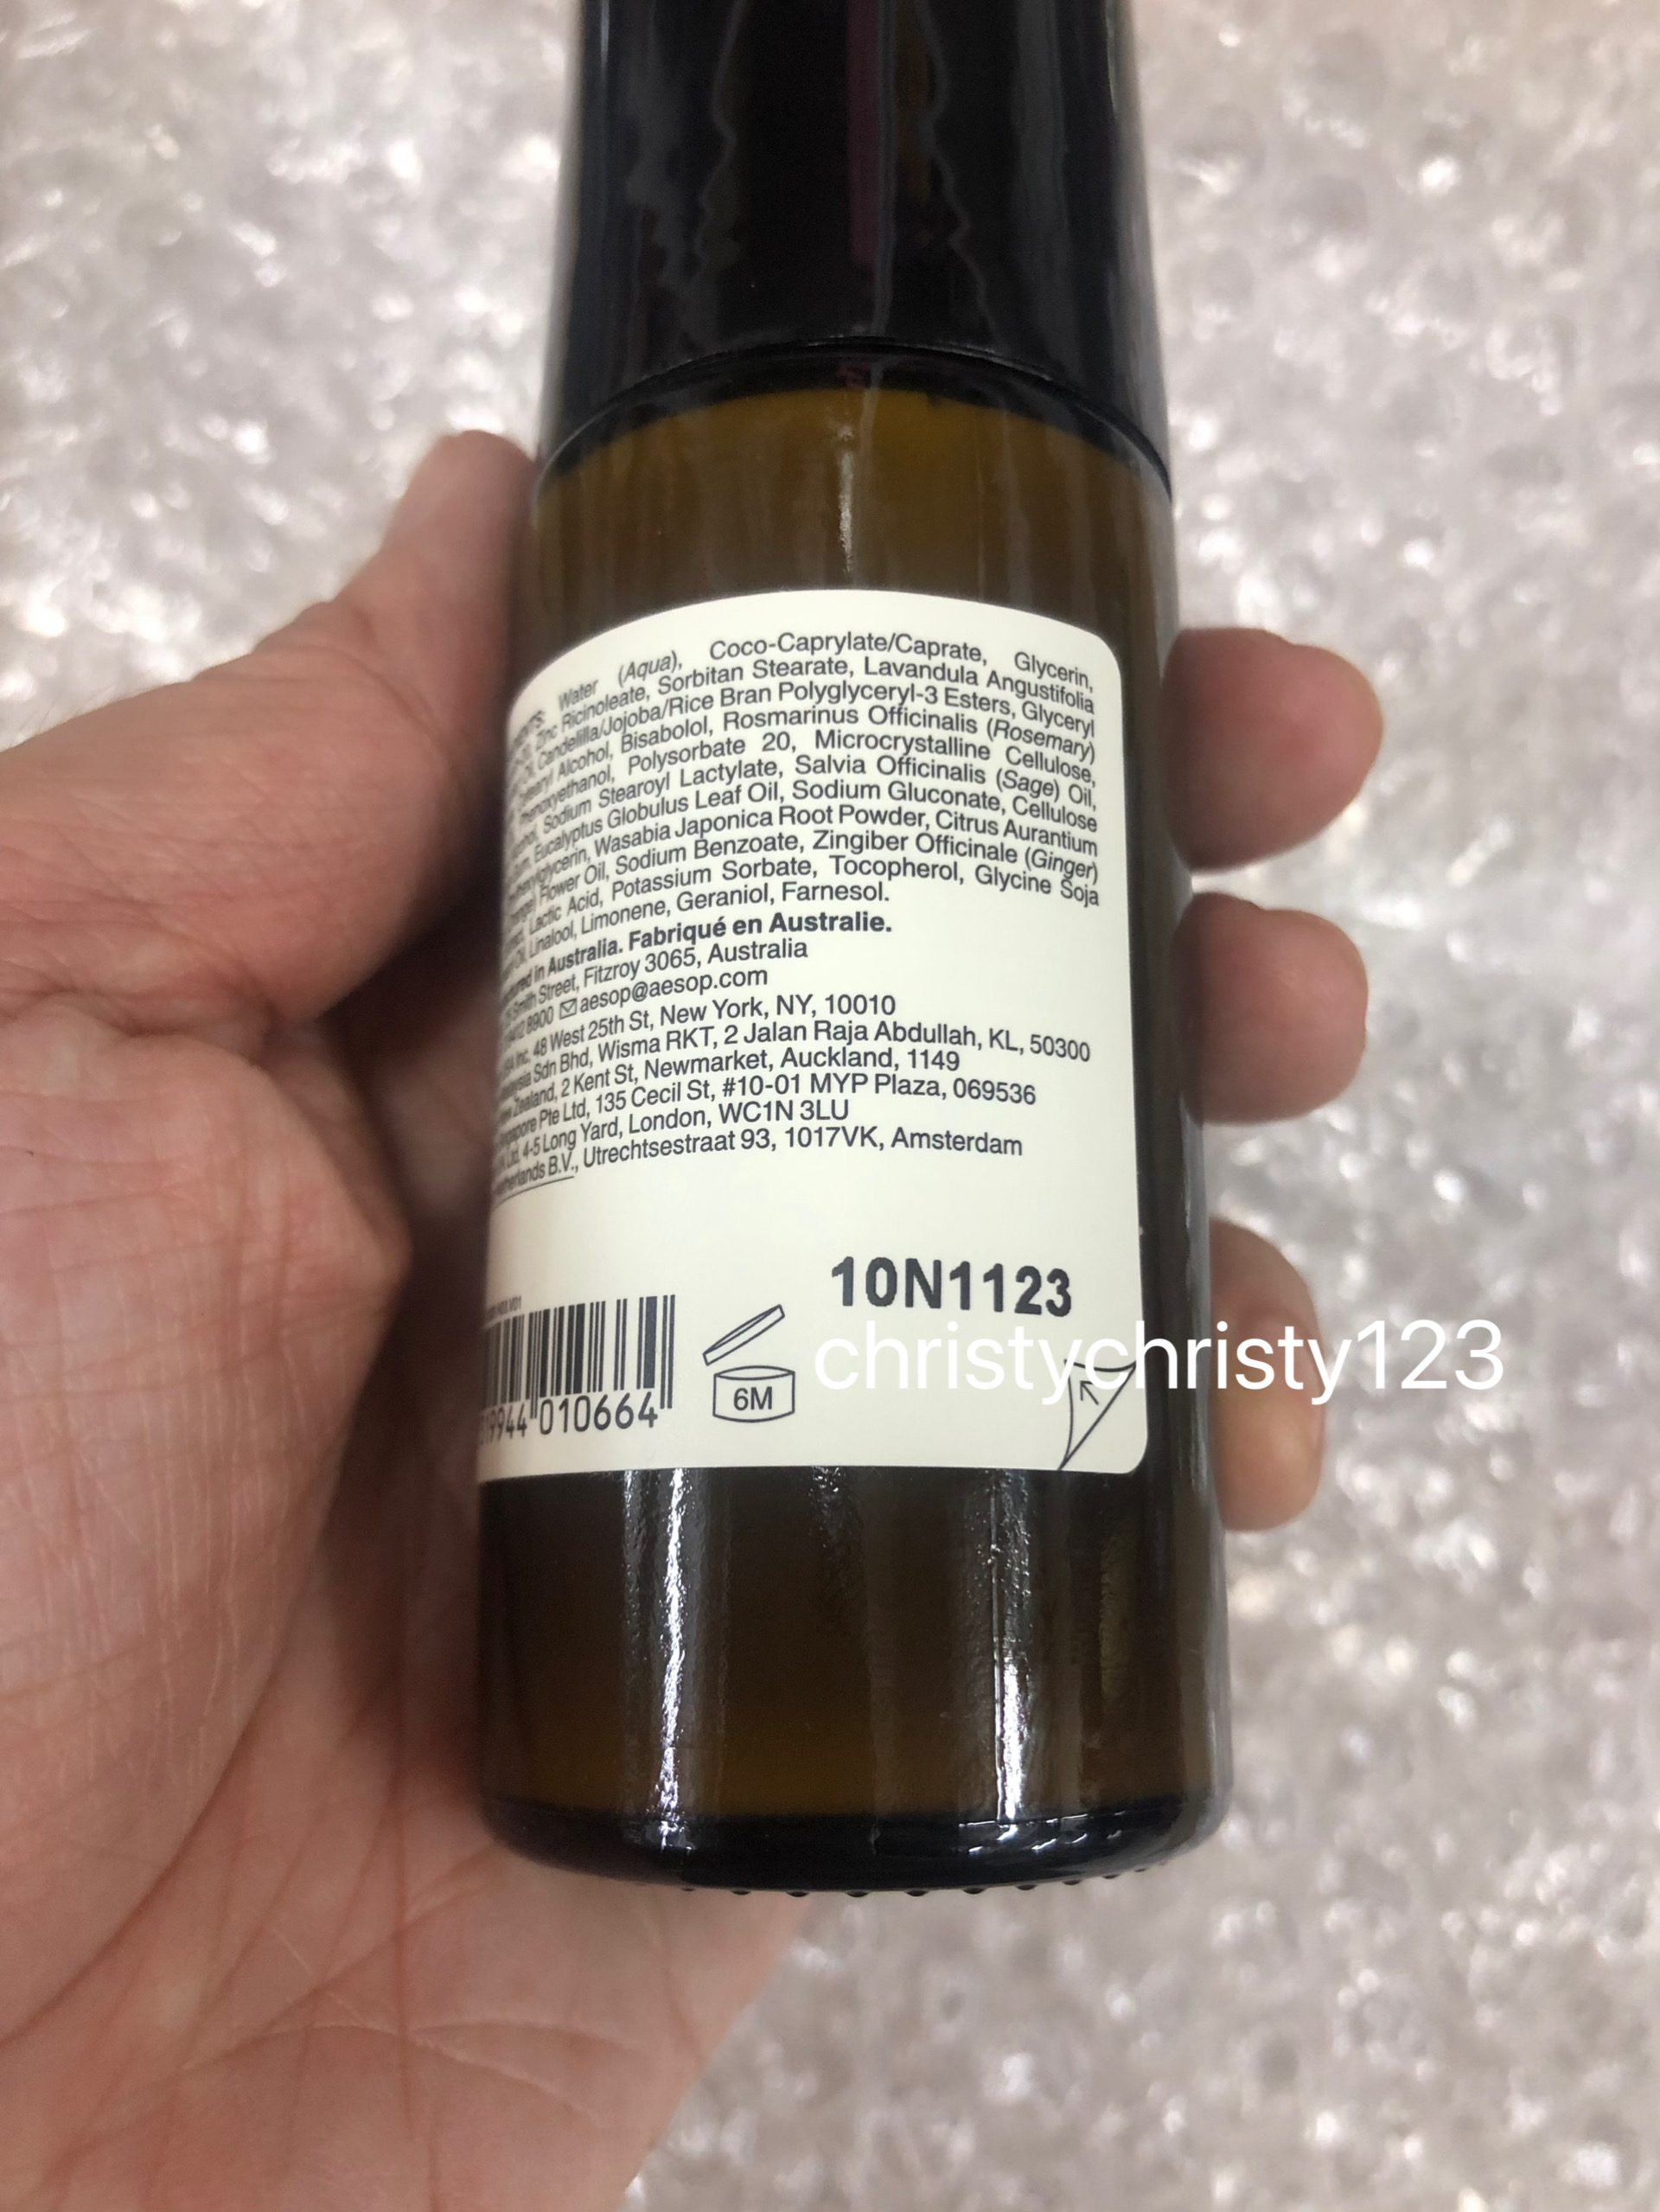 Water (Aqua), Coco-Caprylate/Caprate, Glycerin,
Zinc Ricinoleate, Sorbitan Stearate, Lavandula Angustifolia
Oil, Candelilla/Jojoba/Rice Bran Polyglyceryl-3 Esters, Glyceryl
Alcohol, Bisabolol, Rosmarinus Officinalis (Rosemary)
Phenoxyethanol, Polysorbate 20, Microcrystalline Cellulose,
Sodium Stearoyl Lactylate, Salvia Officinalis (Sage) Oil,
Eucalyptus Globulus Leaf Oil, Sodium Gluconate, Cellulose
Wasabia Japonica Root Powder, Citrus Aurantium
Flower Oil, Sodium Benzoate, Zingiber Officinale (Ginger)
Lactic Acid, Potassium Sorbate, Tocopherol, Glycine Soja
Oil, Linalool, Limonene, Geraniol, Farnesol.
in Australia. Fabriqué en Australie.
Smith Street, Fitzroy 3065, Australia
8900 aesop@aesop.com
Inc. 48 West 25th St, New York, NY, 10010
Sdn Bhd, Wisma RKT, 2 Jalan Raja Abdullah, KL, 50300
Zealand, 2 Kent St, Newmarket, Auckland, 1149
Pte Ltd, 135 Cecil St, #10-01 MYP Plaza, 069536
Ltd, 4-5 Long Yard, London, WC1N 3LU
B.V., Utrechtsestraat 93, 1017VK, Amsterdam
10N1123
christychristy123
6M
9944 010664